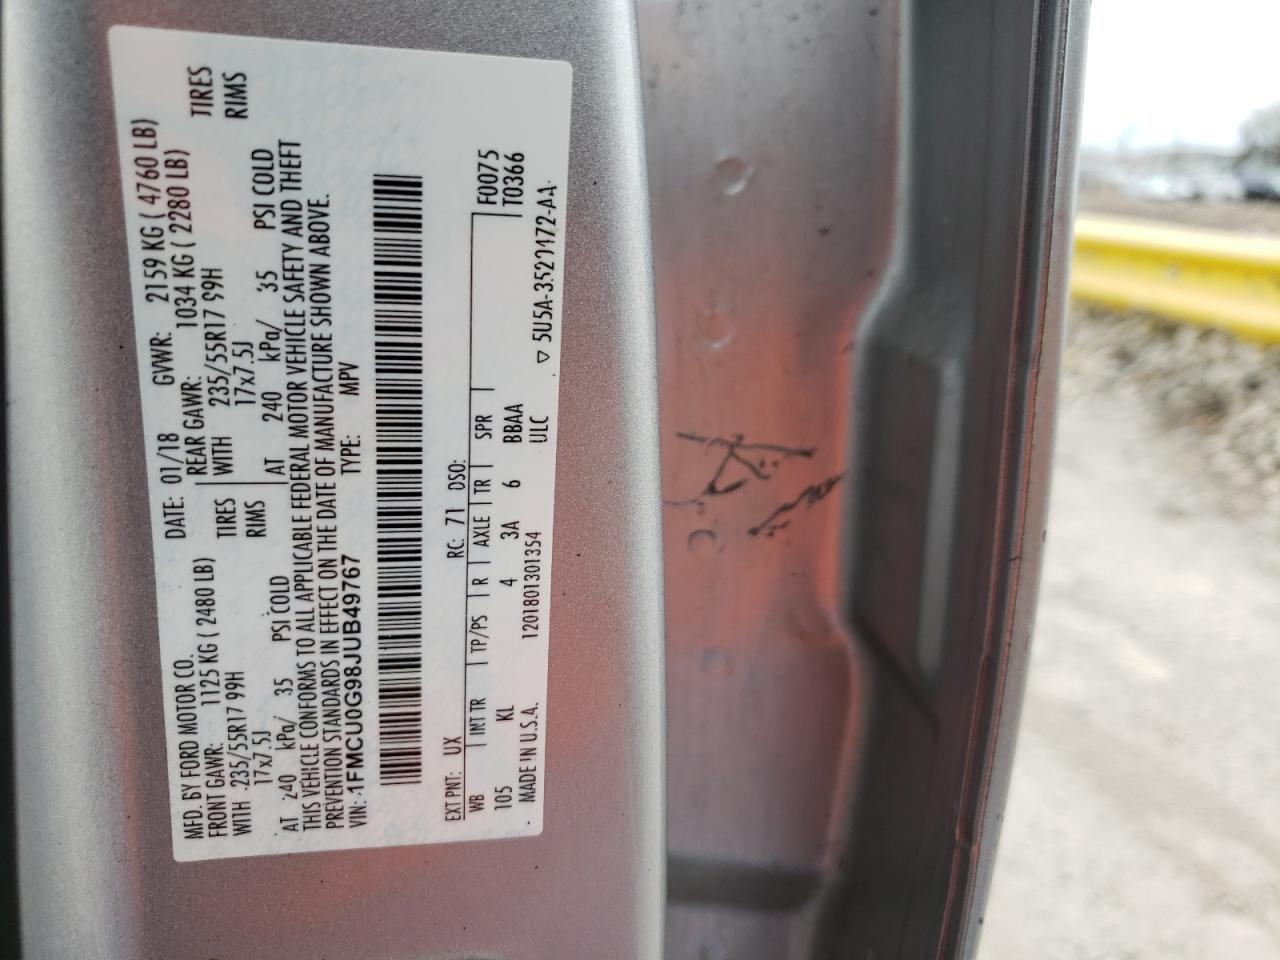 MFD. BY FORD MOTOR CO.
DATE: 01/18 GVWR: 2159 KG ( 4760 LB)
FRONT GAWR: 1125 KG ( 2480 LB)
REAR GAWR: 1034 KG ( 2280 LB)
WITH 235/55R17 99H TIRES
WITH 235/55R17 99H TIRES
17x7.5J RIMS
17x7.5J RIMS
AT 240 kPa/ 35 PSI COLD
AT 240 kPa/ 35 PSI COLD
THIS VEHICLE CONFORMS TO ALL APPLICABLE FEDERAL MOTOR VEHICLE SAFETY AND THEFT
PREVENTION STANDARDS IN EFFECT ON THE DATE OF MANUFACTURE SHOWN ABOVE.
VIN: 1FMCU0G98JUB49767 TYPE: MPV
EXT PNT: UX RC: 71 DSO: F0075
WB INT TR TP/PS R AXLE TR SPR T0366
105 KL 4 3A 6 BBAA
MADE IN U.S.A. 1201801301354 ULC